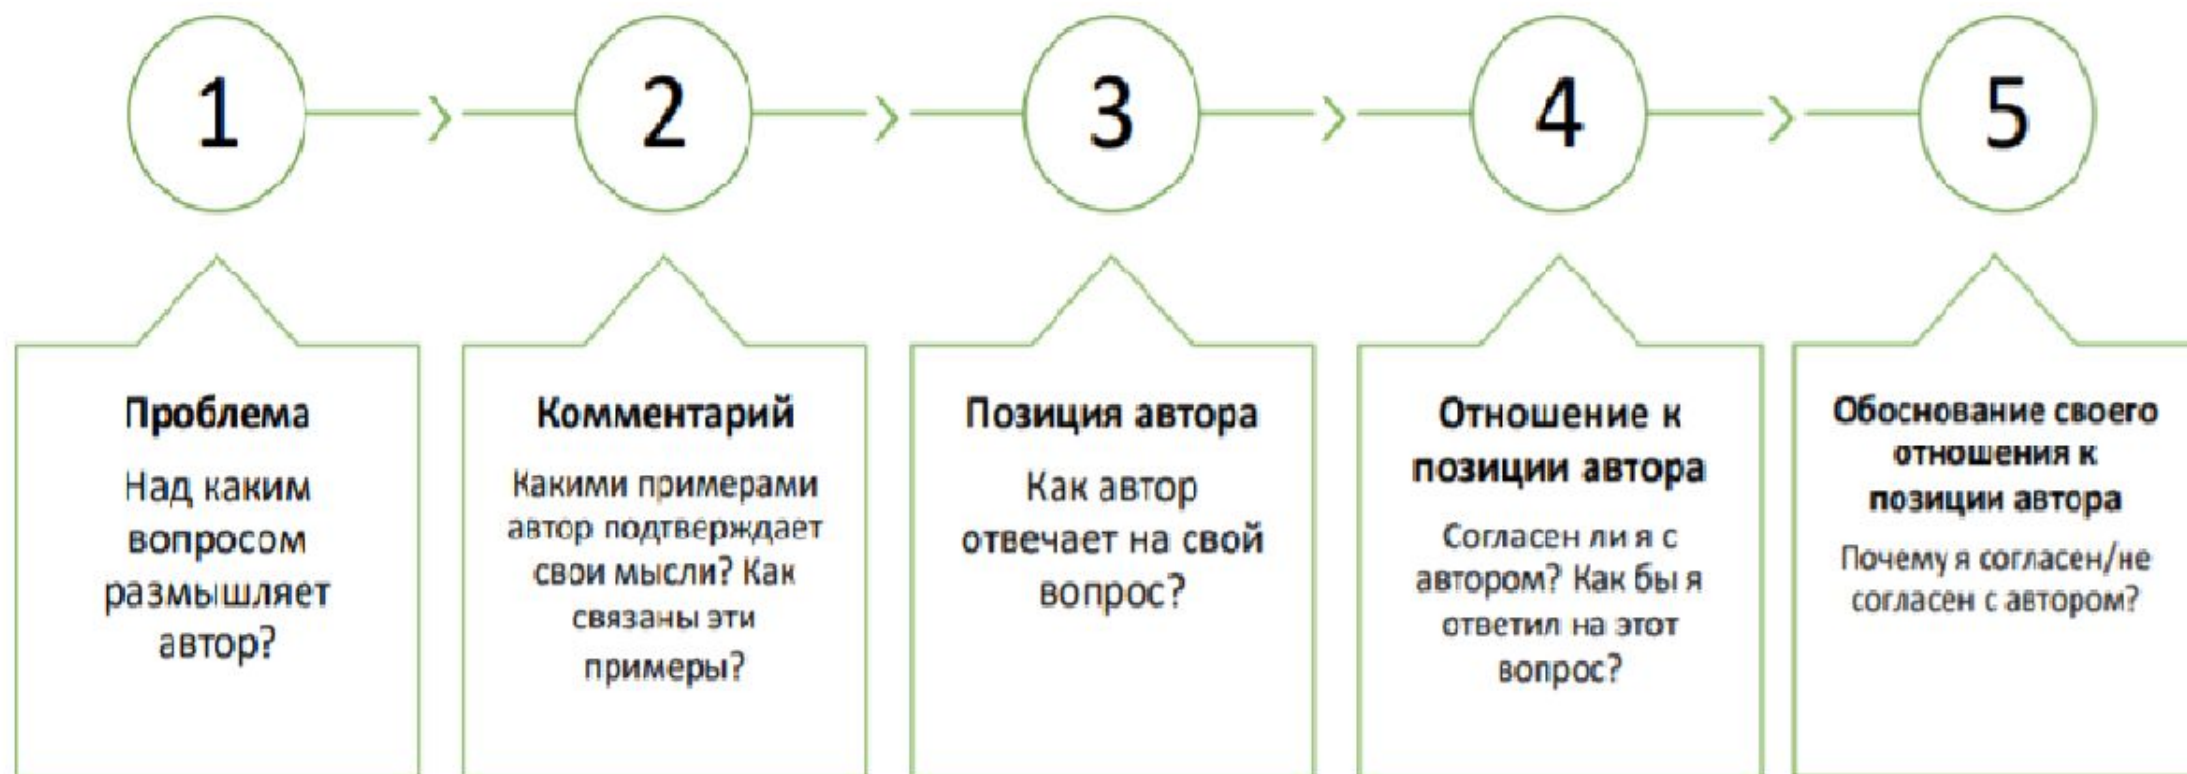 1
2
3
4
5
Проблема
Над каким
вопросом
размышляет
автор?
Комментарий
Какими примерами
автор подтверждает
свои мысли? Как
связаны эти
примеры?
Позиция автора
Как автор
отвечает на свой
вопрос?
Отношение к
позиции автора
Согласен ли я с
автором? Как бы я
ответил на этот
вопрос?
Обоснование своего
отношения к
позиции автора
Почему я согласен/не
согласен с автором?